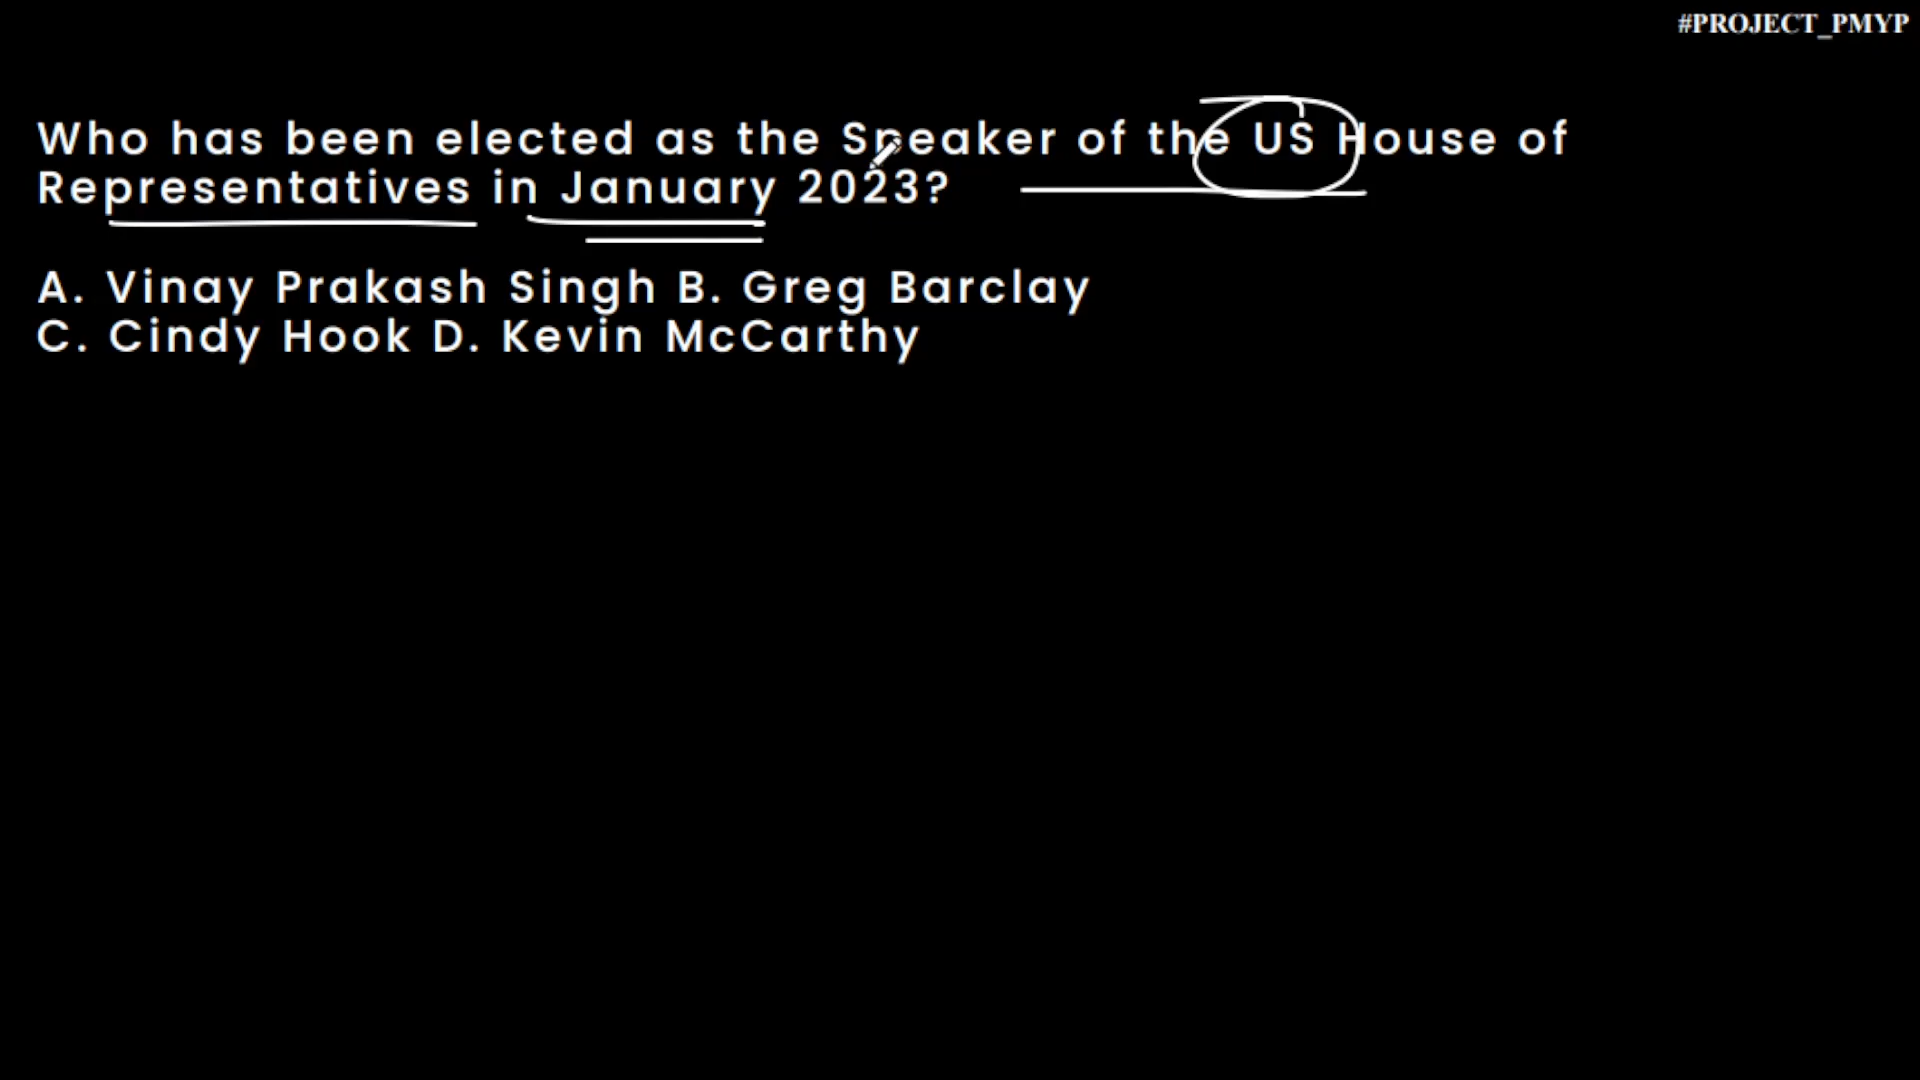 #PROJECT_PMYP
Who has been elected as the Speaker of the US House of
Representatives in January 2023?
A. Vinay Prakash Singh B. Greg Barclay
C. Cindy Hook D. Kevin McCarthy